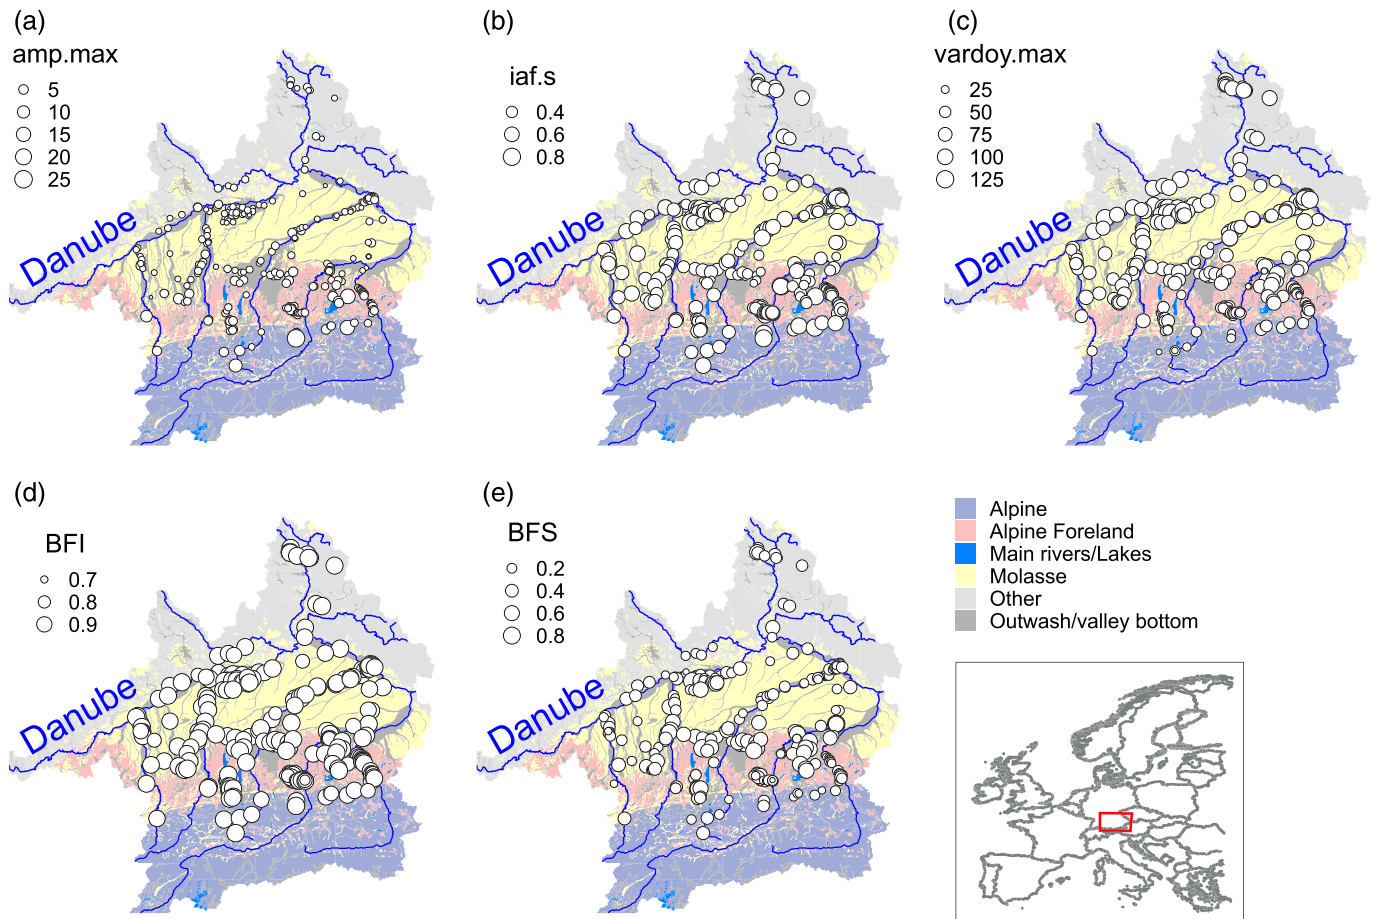 (a)
amp.max
5
10
15
20
25
Danube
(b)
iaf.s
0.4
0.6
0.8
Danube
(c)
vardoy.max
25
50
75
100
125
Danube
(d)
BFI
0.7
0.8
0.9
Danube
(e)
BFS
0.2
0.4
0.6
0.8
Danube
Alpine
Alpine Foreland
Main rivers/Lakes
Molasse
Other
Outwash/valley bottom